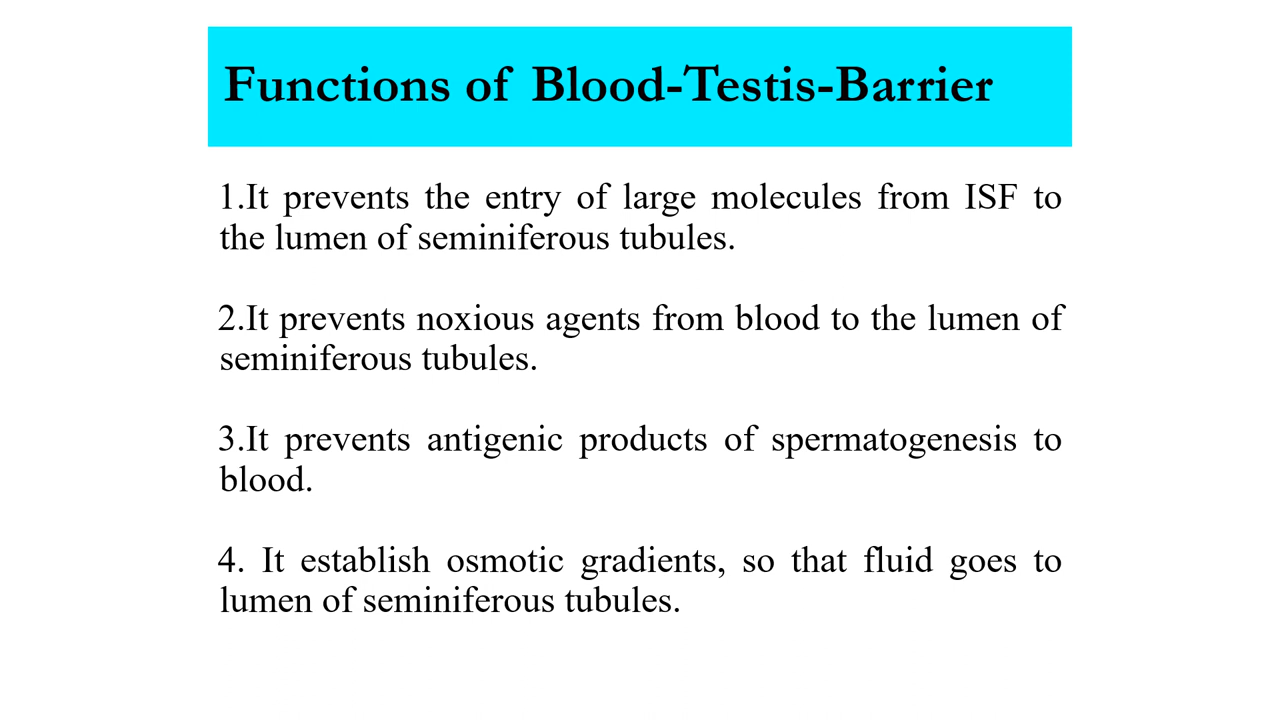 Functions of Blood-Testis-Barrier
1.It prevents the entry of large molecules from ISF to
the lumen of seminiferous tubules.
2.It prevents noxious agents from blood to the lumen of
seminiferous tubules.
3.It prevents antigenic products of spermatogenesis to
blood.
4. It establish osmotic gradients, so that fluid goes to
lumen of seminiferous tubules.